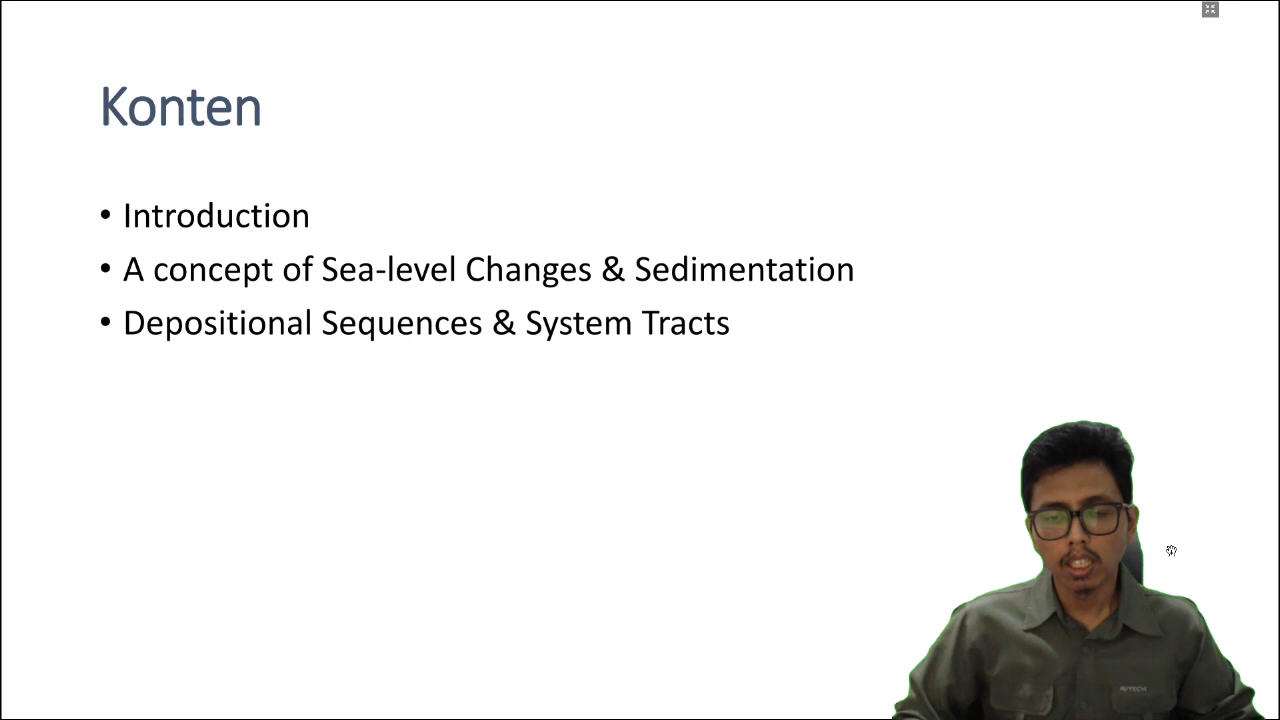 Konten
• Introduction
• A concept of Sea-level Changes & Sedimentation
• Depositional Sequences & System Tracts